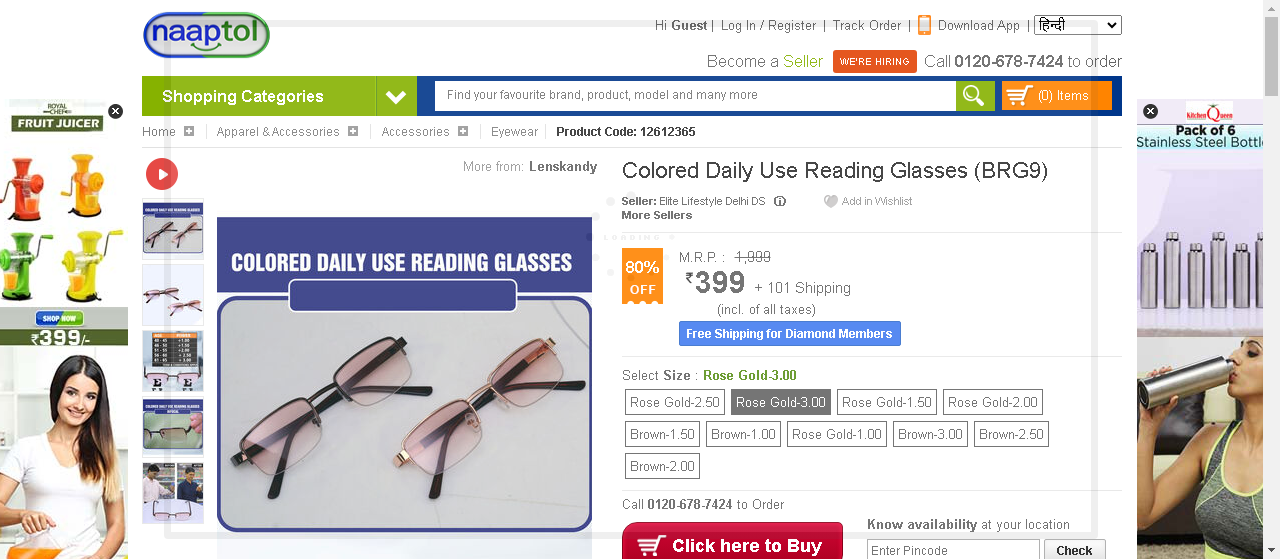 naaptol
Hi Guest | Log In / Register | Track Order | Download App | हिन्दी
Become a Seller WE'RE HIRING Call 0120-678-7424 to order
Shopping Categories
Find your favourite brand, product, model and many more
(0) Items
Home Apparel & Accessories Accessories Eyewear Product Code: 12612365
ROYAL CHEF
FRUIT JUICER
SHOP NOW
₹399/-
Kitchen Queen
Pack of 6
Stainless Steel Bottle
More from: Lenskandy
COLORED DAILY USE READING GLASSES
COLORED DAILY USE READING GLASSES
Colored Daily Use Reading Glasses (BRG9)
Seller: Elite Lifestyle Delhi DS
Add in Wishlist
More Sellers
LOADING
80%
OFF
M.R.P. : 1,999
₹399 + 101 Shipping
(incl. of all taxes)
Free Shipping for Diamond Members
Select Size : Rose Gold-3.00
Rose Gold-2.50 Rose Gold-3.00 Rose Gold-1.50 Rose Gold-2.00
Brown-1.50 Brown-1.00 Rose Gold-1.00 Brown-3.00 Brown-2.50
Brown-2.00
Call 0120-678-7424 to Order
Click here to Buy
Know availability at your location
Enter Pincode Check